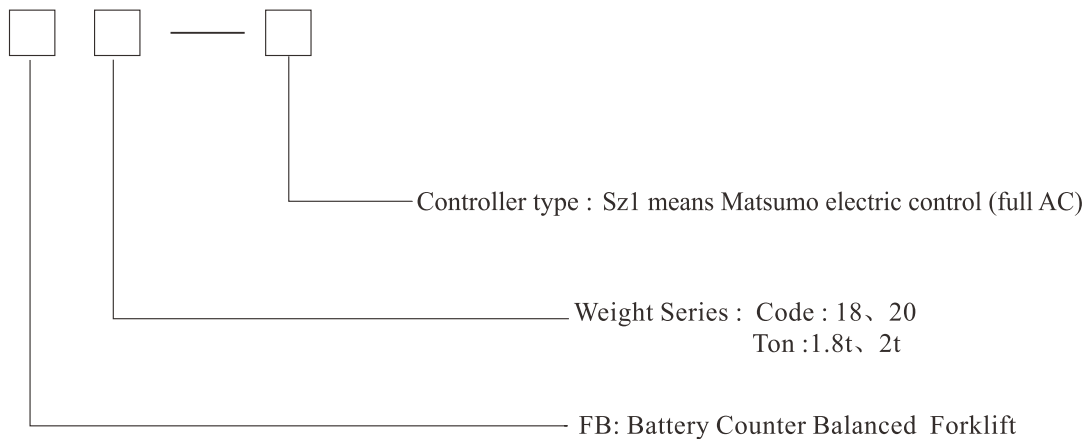 Controller type : Sz1 means Matsumo electric control (full AC)
Weight Series : Code : 18、20
Ton :1.8t、2t
FB: Battery Counter Balanced Forklift